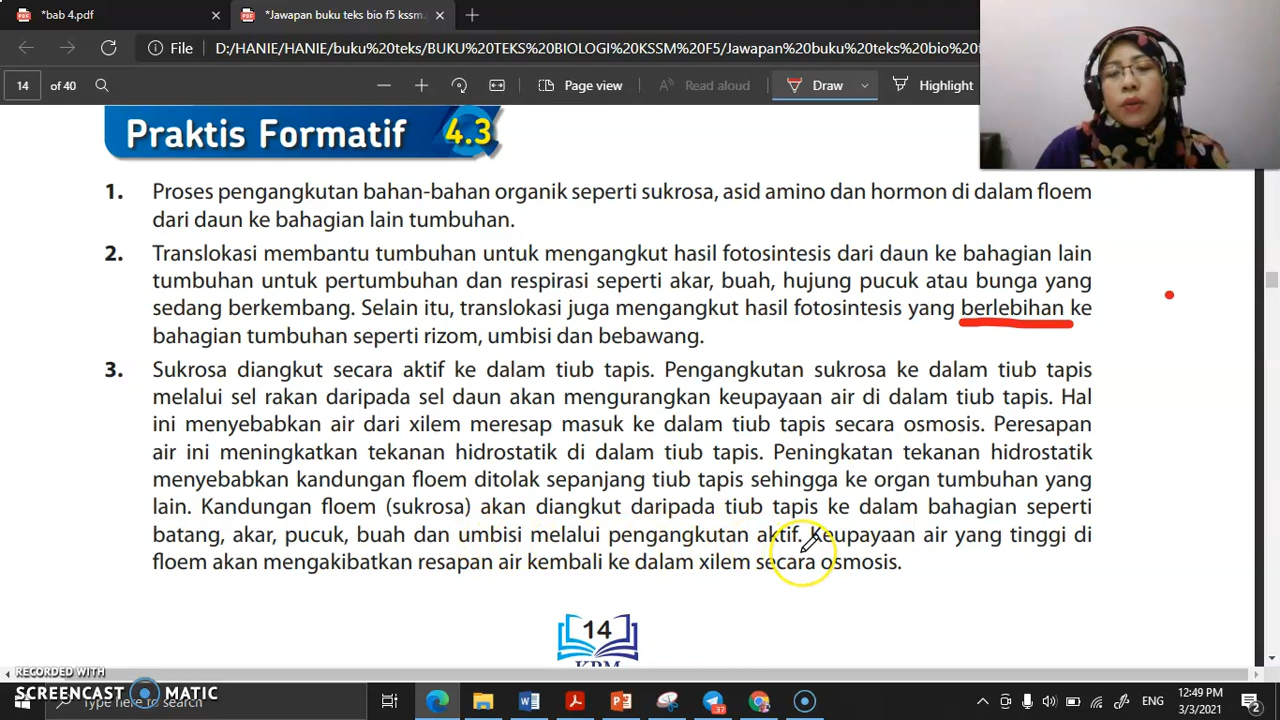 *bab 4.pdf
*Jawapan buku teks bio f5 kssm.
File
D:/HANIE/HANIE/buku%20teks/BUKU%20TEKS%20BIOLOGI%20KSSM%20F5/Jawapan%20buku%20teks%20bio%20
14 of 40
Page view
Read aloud
Draw
Highlight
Praktis Formatif 4.3
1. Proses pengangkutan bahan-bahan organik seperti sukrosa, asid amino dan hormon di dalam floem
dari daun ke bahagian lain tumbuhan.
2. Translokasi membantu tumbuhan untuk mengangkut hasil fotosintesis dari daun ke bahagian lain
tumbuhan untuk pertumbuhan dan respirasi seperti akar, buah, hujung pucuk atau bunga yang
sedang berkembang. Selain itu, translokasi juga mengangkut hasil fotosintesis yang berlebihan ke
bahagian tumbuhan seperti rizom, umbisi dan bebawang.
3. Sukrosa diangkut secara aktif ke dalam tiub tapis. Pengangkutan sukrosa ke dalam tiub tapis
melalui sel rakan daripada sel daun akan mengurangkan keupayaan air di dalam tiub tapis. Hal
ini menyebabkan air dari xilem meresap masuk ke dalam tiub tapis secara osmosis. Peresapan
air ini meningkatkan tekanan hidrostatik di dalam tiub tapis. Peningkatan tekanan hidrostatik
menyebabkan kandungan floem ditolak sepanjang tiub tapis sehingga ke organ tumbuhan yang
lain. Kandungan floem (sukrosa) akan diangkut daripada tiub tapis ke dalam bahagian seperti
batang, akar, pucuk, buah dan umbisi melalui pengangkutan aktif. Keupayaan air yang tinggi di
floem akan mengakibatkan resapan air kembali ke dalam xilem secara osmosis.
14
KPM
RECORDED WITH
SCREENCAST MATIC
Type here to search
37
ENG
12:49 PM
3/3/2021
2